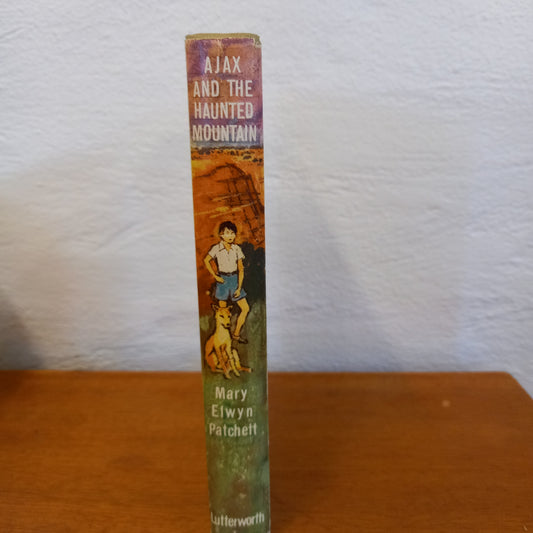 AJAX
AND THE
HAUNTED
MOUNTAIN
Mary
Elwyn
Patchett
Lutterworth